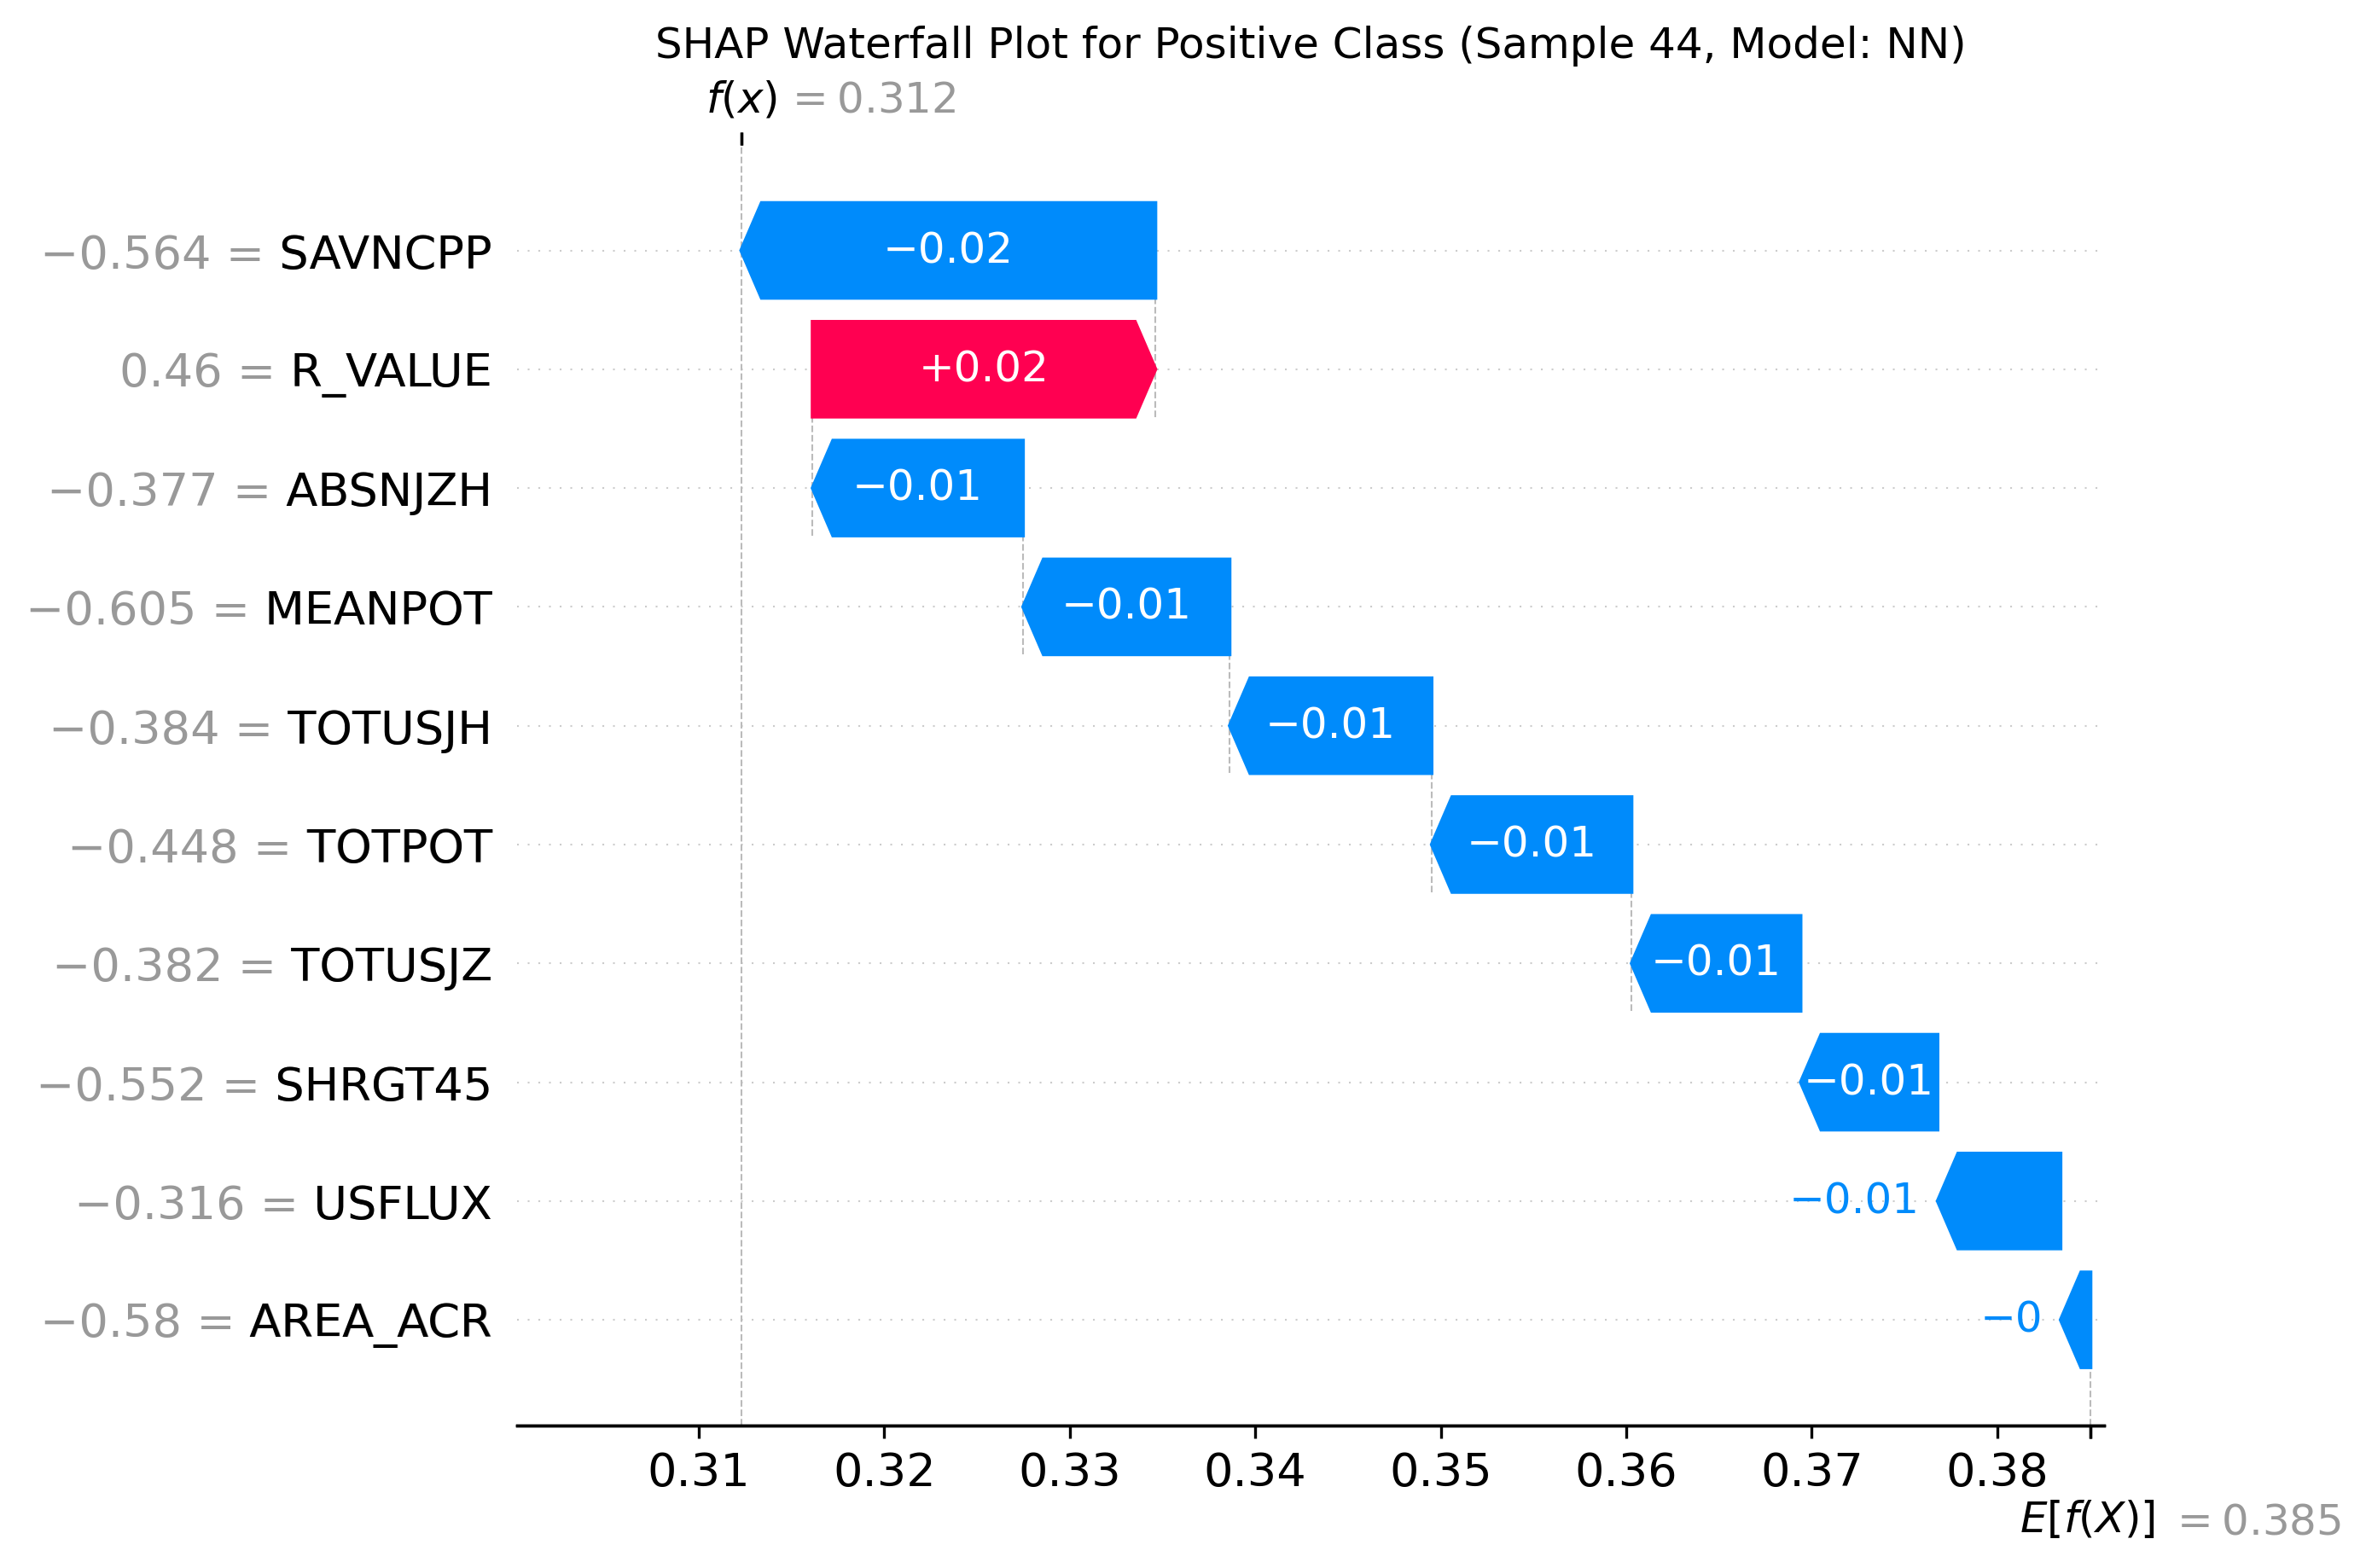 SHAP Waterfall Plot for Positive Class (Sample 44, Model: NN)
f(x) = 0.312
−0.564 = SAVNCPP −0.02
0.46 = R_VALUE +0.02
−0.377 = ABSNJZH −0.01
−0.605 = MEANPOT −0.01
−0.384 = TOTUSJH −0.01
−0.448 = TOTPOT −0.01
−0.382 = TOTUSJZ −0.01
−0.552 = SHRGT45 −0.01
−0.316 = USFLUX −0.01
−0.58 = AREA_ACR −0
0.31 0.32 0.33 0.34 0.35 0.36 0.37 0.38
E[f(X)] = 0.385